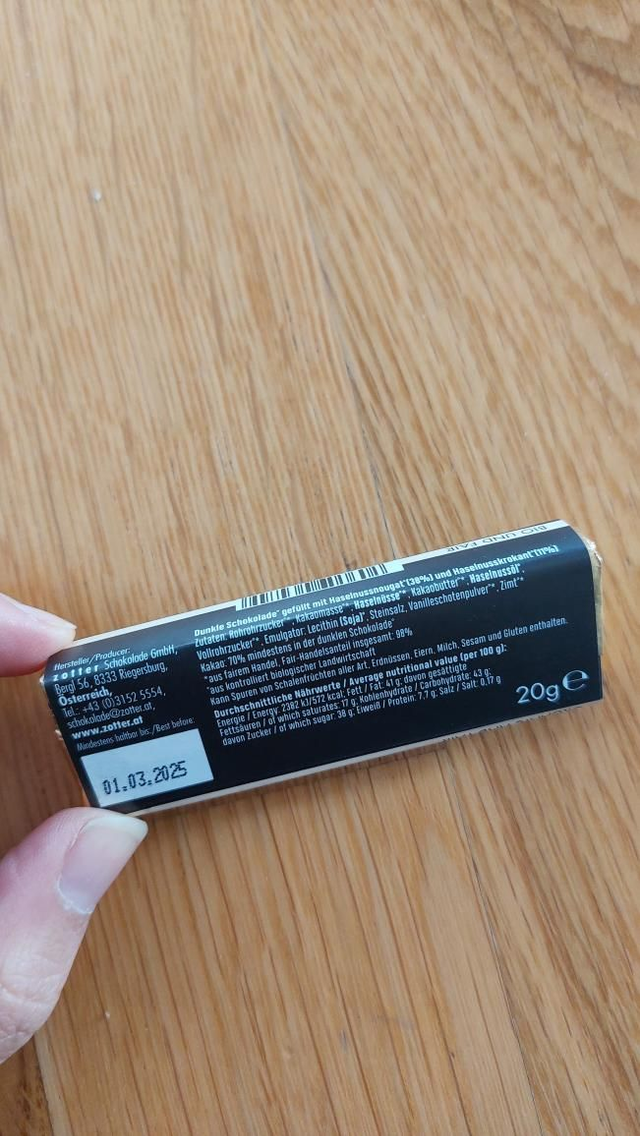 BIO UND FAIR
Hersteller/Producer:
zotter Schokolade GmbH,
Bergl 56, 8333 Riegersburg,
Österreich,
Tel.: +43 (0)3152 5554,
schokolade@zotter.at,
www.zotter.at
Mindestens haltbar bis:/Best before:
01.03.2025
Dunkle Schokolade* gefüllt mit Haselnussnougat*(38%) und Haselnusskrokant*(11%)
Zutaten: Rohrohrzucker*, Kakaomasse*, Haselnüsse*, Kakaobutter*, Haselnussöl*,
Vollrohrzucker*, Emulgator: Lecithin (Soja)*, Steinsalz, Vanilleschotenpulver*, Zimt*
Kakao: 70% mindestens in der dunklen Schokolade*
*aus fairem Handel, Fair-Handelsanteil insgesamt: 98%
*aus kontrolliert biologischer Landwirtschaft
Kann Spuren von Schalenfrüchten aller Art, Erdnüssen, Eiern, Milch, Sesam und Gluten enthalten.
Durchschnittliche Nährwerte / Average nutritional value (per 100 g):
Energie / Energy: 2382 kJ/572 kcal; Fett / Fat: 41 g; davon gesättigte
Fettsäuren / of which saturates: 17 g; Kohlenhydrate / Carbohydrate: 43 g;
davon Zucker / of which sugar: 38 g; Eiweiß / Protein: 7,7 g; Salz / Salt: 0,17 g
20g ℮